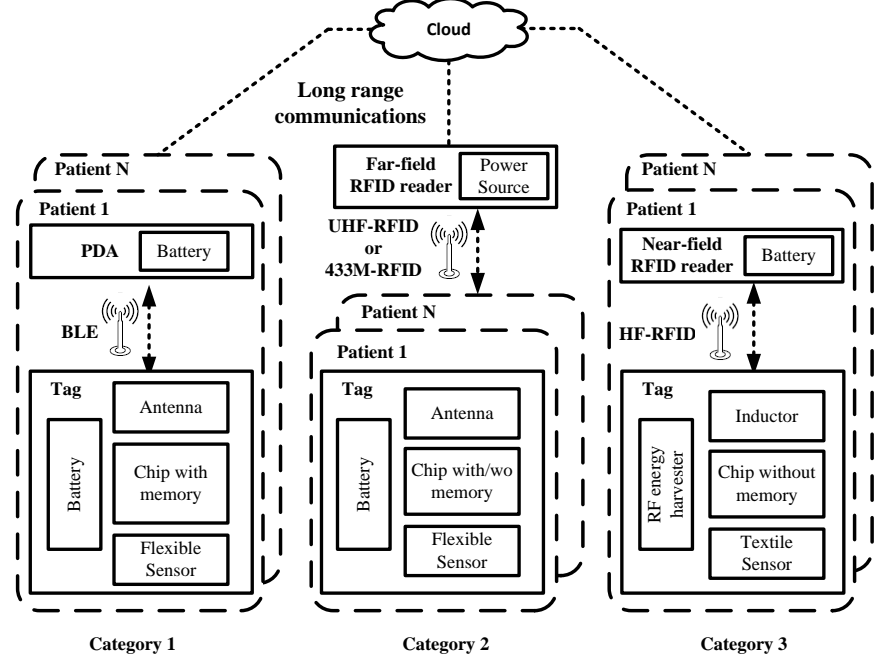 Cloud
Long range
communications
Patient N
Patient 1
PDA
Battery
BLE
Tag
Battery
Antenna
Chip with
memory
Flexible
Sensor
Category 1
Far-field
RFID reader
Power
Source
UHF-RFID
or
433M-RFID
Patient N
Patient 1
Tag
Battery
Antenna
Chip with/wo
memory
Flexible
Sensor
Category 2
Patient N
Patient 1
Near-field
RFID reader
Battery
HF-RFID
Tag
RF energy
harvester
Inductor
Chip without
memory
Textile
Sensor
Category 3